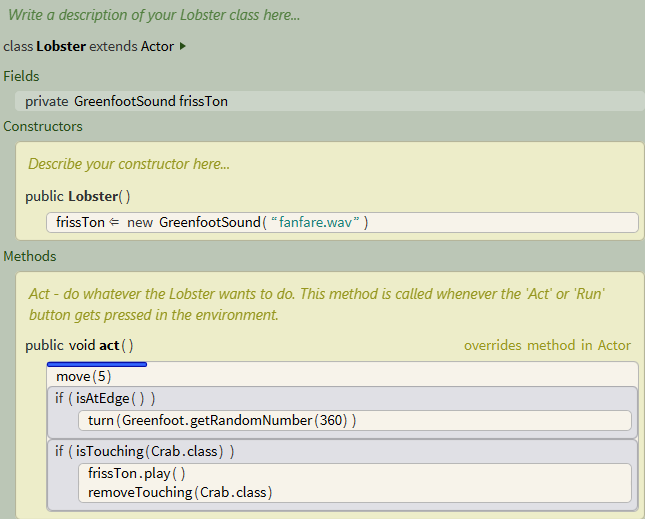 Write a description of your Lobster class here...
class Lobster extends Actor ▸
Fields
private GreenfootSound frissTon
Constructors
Describe your constructor here...
public Lobster()
frissTon ⇐ new GreenfootSound(“fanfare.wav”)
Methods
Act - do whatever the Lobster wants to do. This method is called whenever the 'Act' or 'Run'
button gets pressed in the environment.
public void act() overrides method in Actor
move(5)
if (isAtEdge())
turn(Greenfoot.getRandomNumber(360))
if (isTouching(Crab.class))
frissTon.play()
removeTouching(Crab.class)